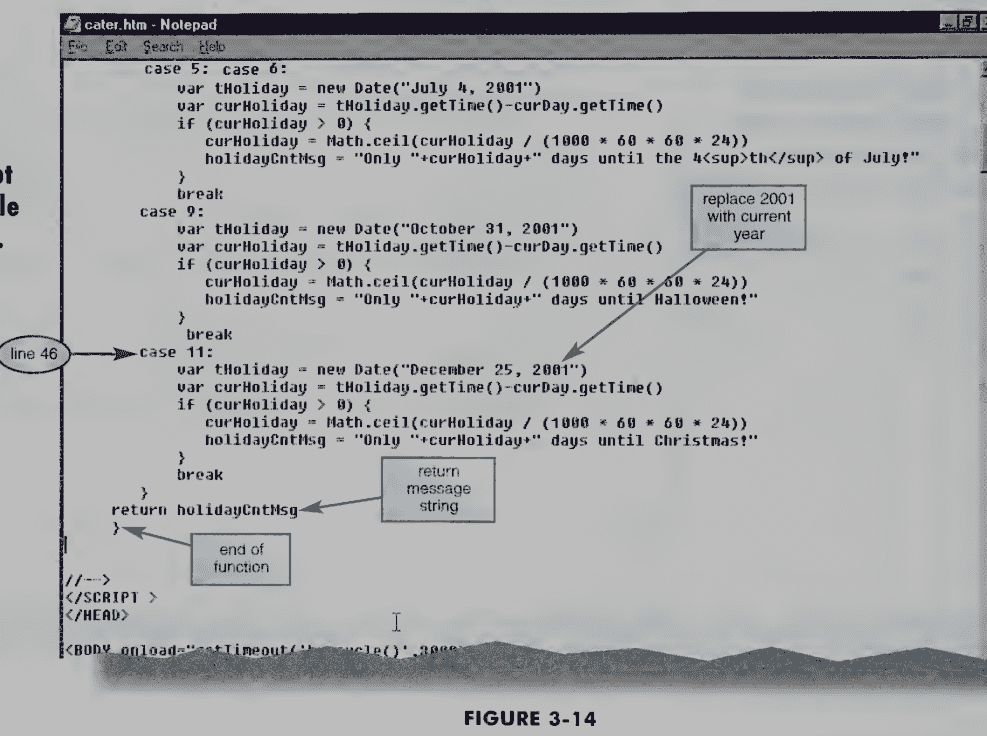 cater.htm - Notepad
File Edit Search Help
case 5: case 6:
var tHoliday = new Date("July 4, 2001")
var curHoliday = tHoliday.getTime()-curDay.getTime()
if (curHoliday > 0) {
curHoliday = Math.ceil(curHoliday / (1000 * 60 * 60 * 24))
holidayCntMsg = "Only "+curHoliday+" days until the 4<sup>th</sup> of July!"
}
break
case 9:
var tHoliday = new Date("October 31, 2001")
var curHoliday = tHoliday.getTime()-curDay.getTime()
if (curHoliday > 0) {
curHoliday = Math.ceil(curHoliday / (1000 * 60 * 60 * 24))
holidayCntMsg = "Only "+curHoliday+" days until Halloween!"
}
break
replace 2001
with current
year
line 46
case 11:
var tHoliday = new Date("December 25, 2001")
var curHoliday = tHoliday.getTime()-curDay.getTime()
if (curHoliday > 0) {
curHoliday = Math.ceil(curHoliday / (1000 * 60 * 60 * 24))
holidayCntMsg = "Only "+curHoliday+" days until Christmas!"
}
break
}
return holidayCntMsg
}
return
message
string
end of
function
//-->
</SCRIPT >
</HEAD>
<BODY
FIGURE 3-14